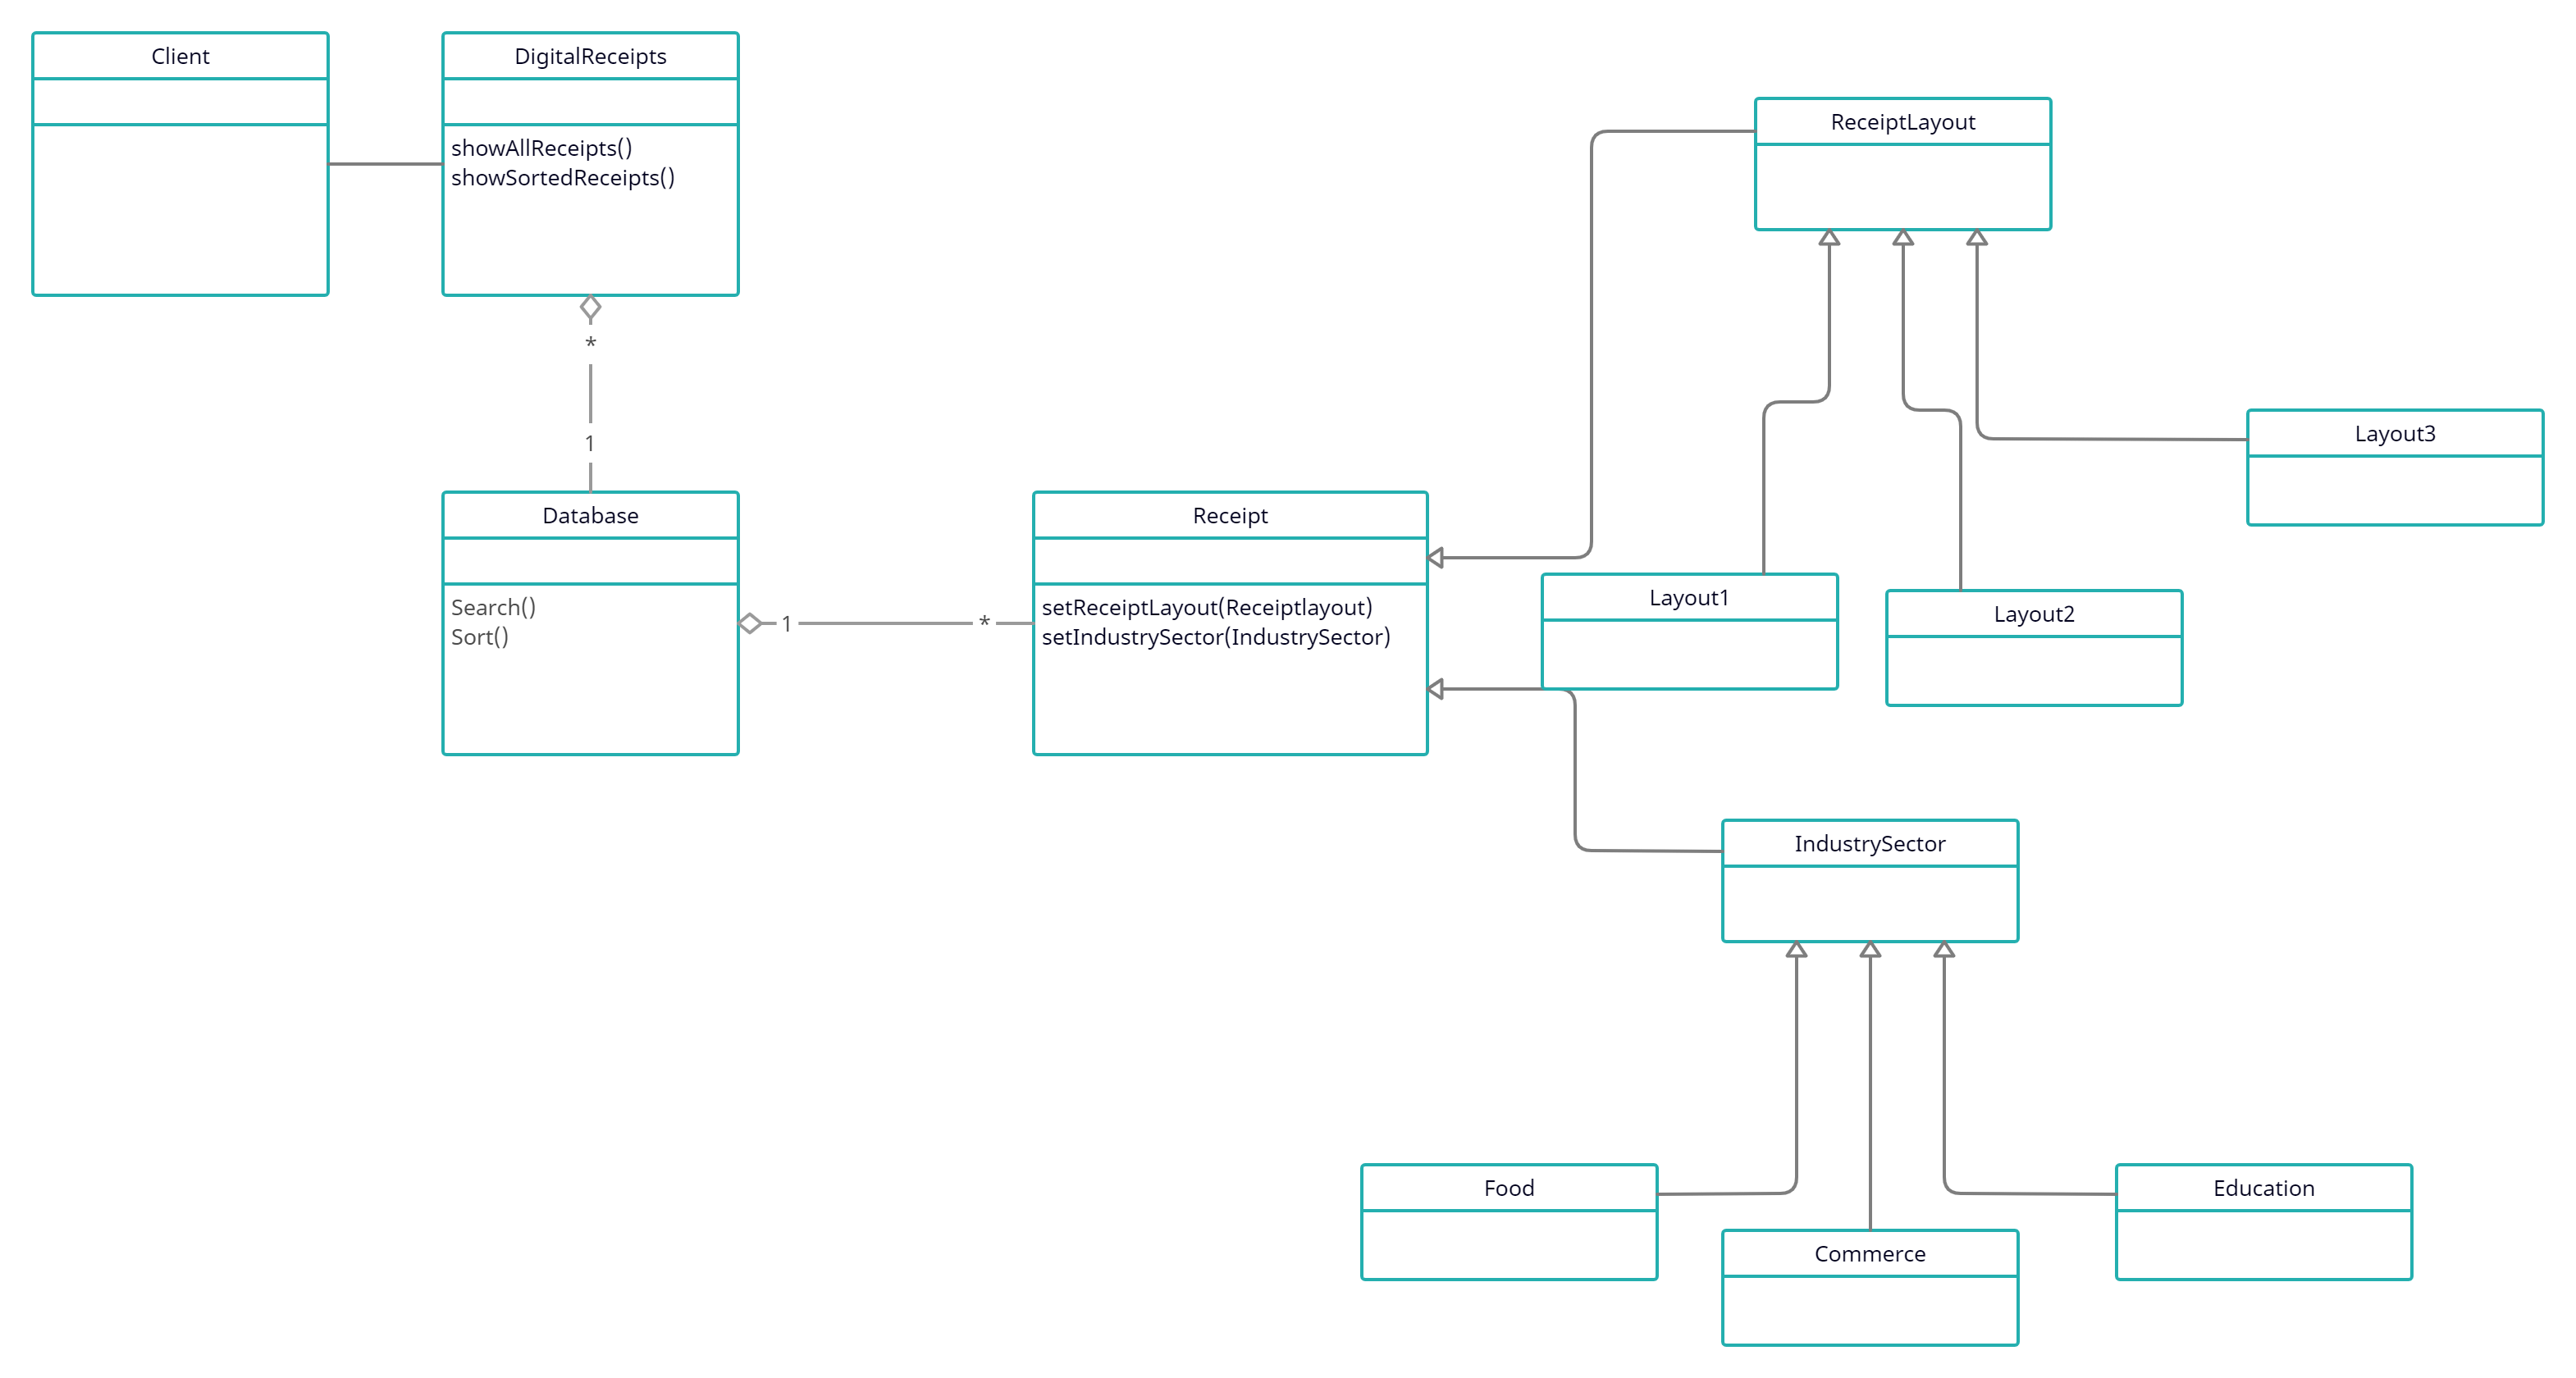 Client
DigitalReceipts
showAllReceipts()
showSortedReceipts()
*
1
Database
Search()
Sort()
1
*
Receipt
setReceiptLayout(Receiptlayout)
setIndustrySector(IndustrySector)
ReceiptLayout
Layout3
Layout1
Layout2
IndustrySector
Food
Commerce
Education